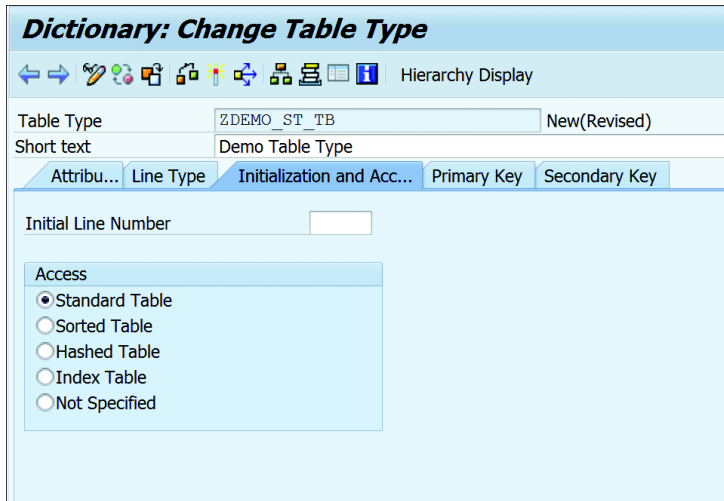 Dictionary: Change Table Type
Hierarchy Display
Table Type ZDEMO_ST_TB New(Revised)
Short text Demo Table Type
Attribu... Line Type Initialization and Acc... Primary Key Secondary Key
Initial Line Number
Access
Standard Table
Sorted Table
Hashed Table
Index Table
Not Specified